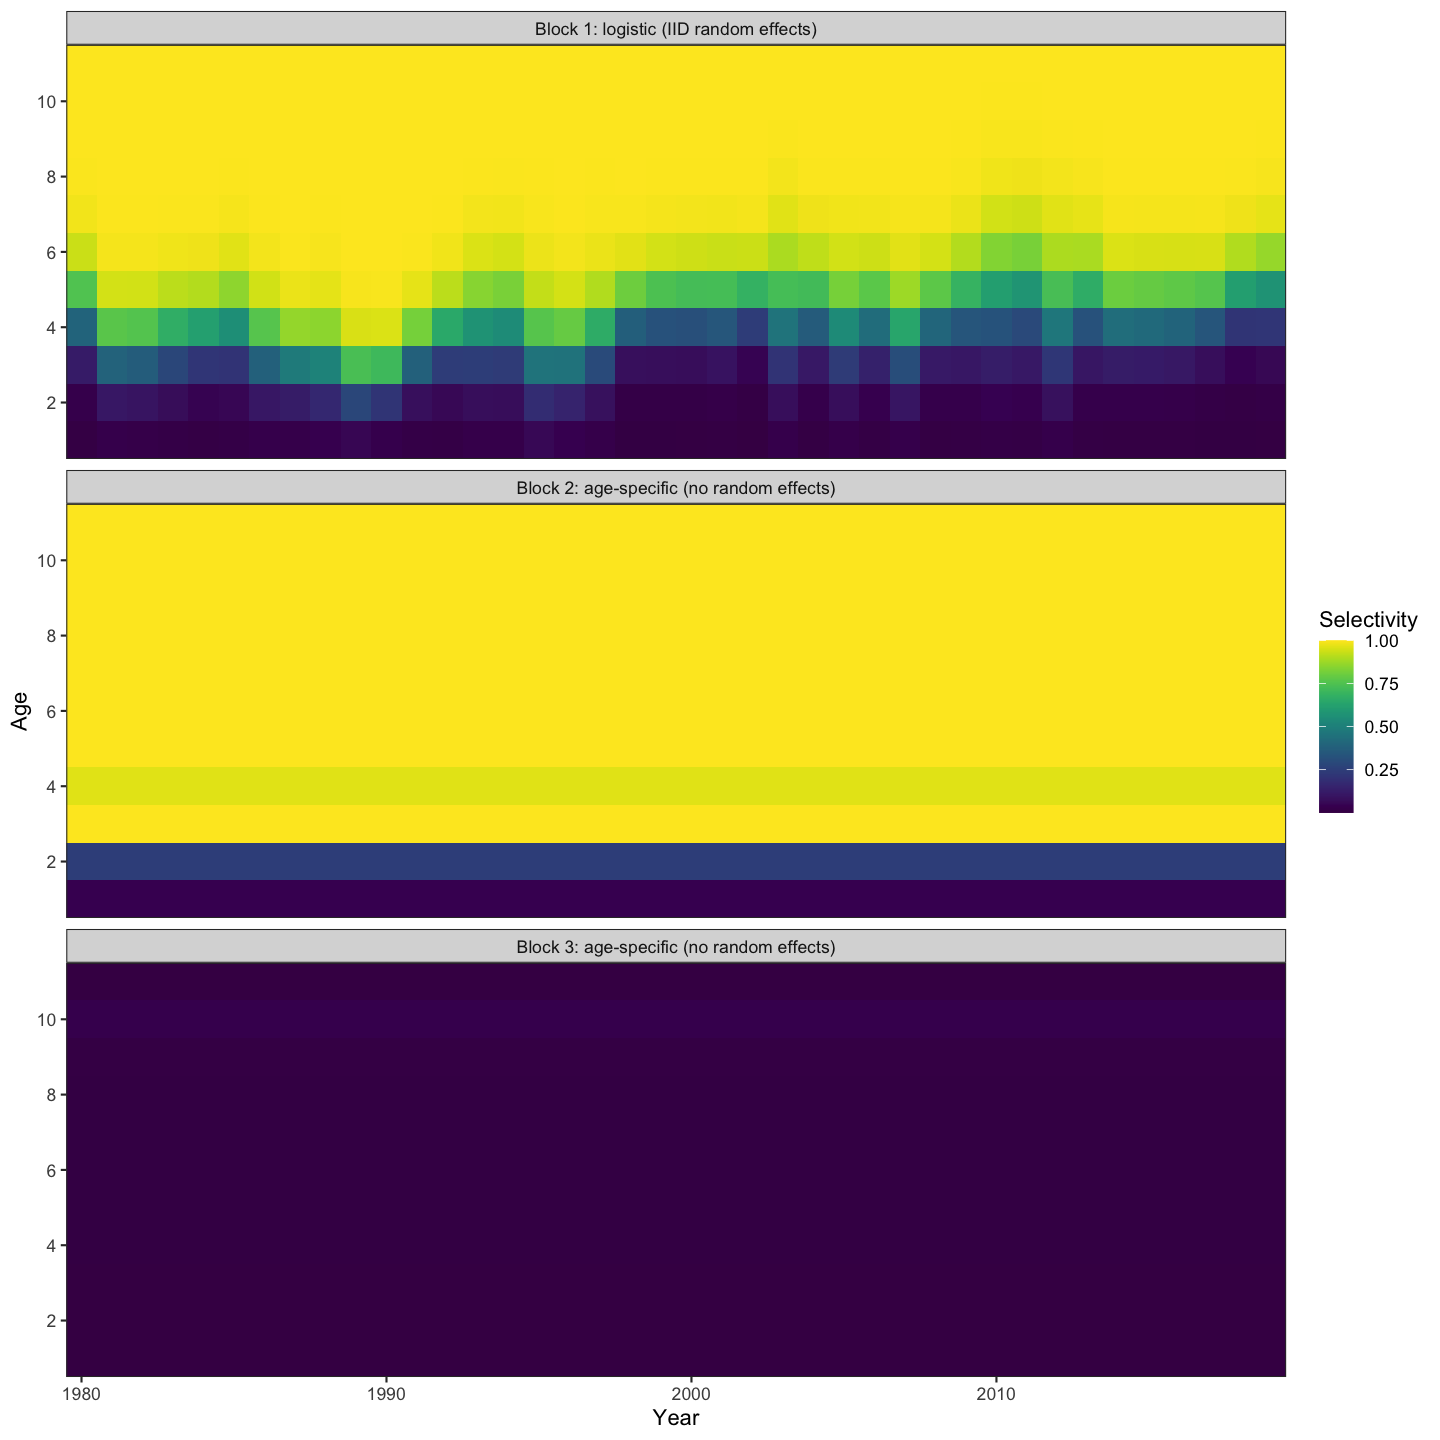 Block 1: logistic (IID random effects)
10
8
6
4
2
Block 2: age-specific (no random effects)
10
8
6
4
2
Age
Selectivity
1.00
0.75
0.50
0.25
Block 3: age-specific (no random effects)
10
8
6
4
2
1980 1990 2000 2010
Year